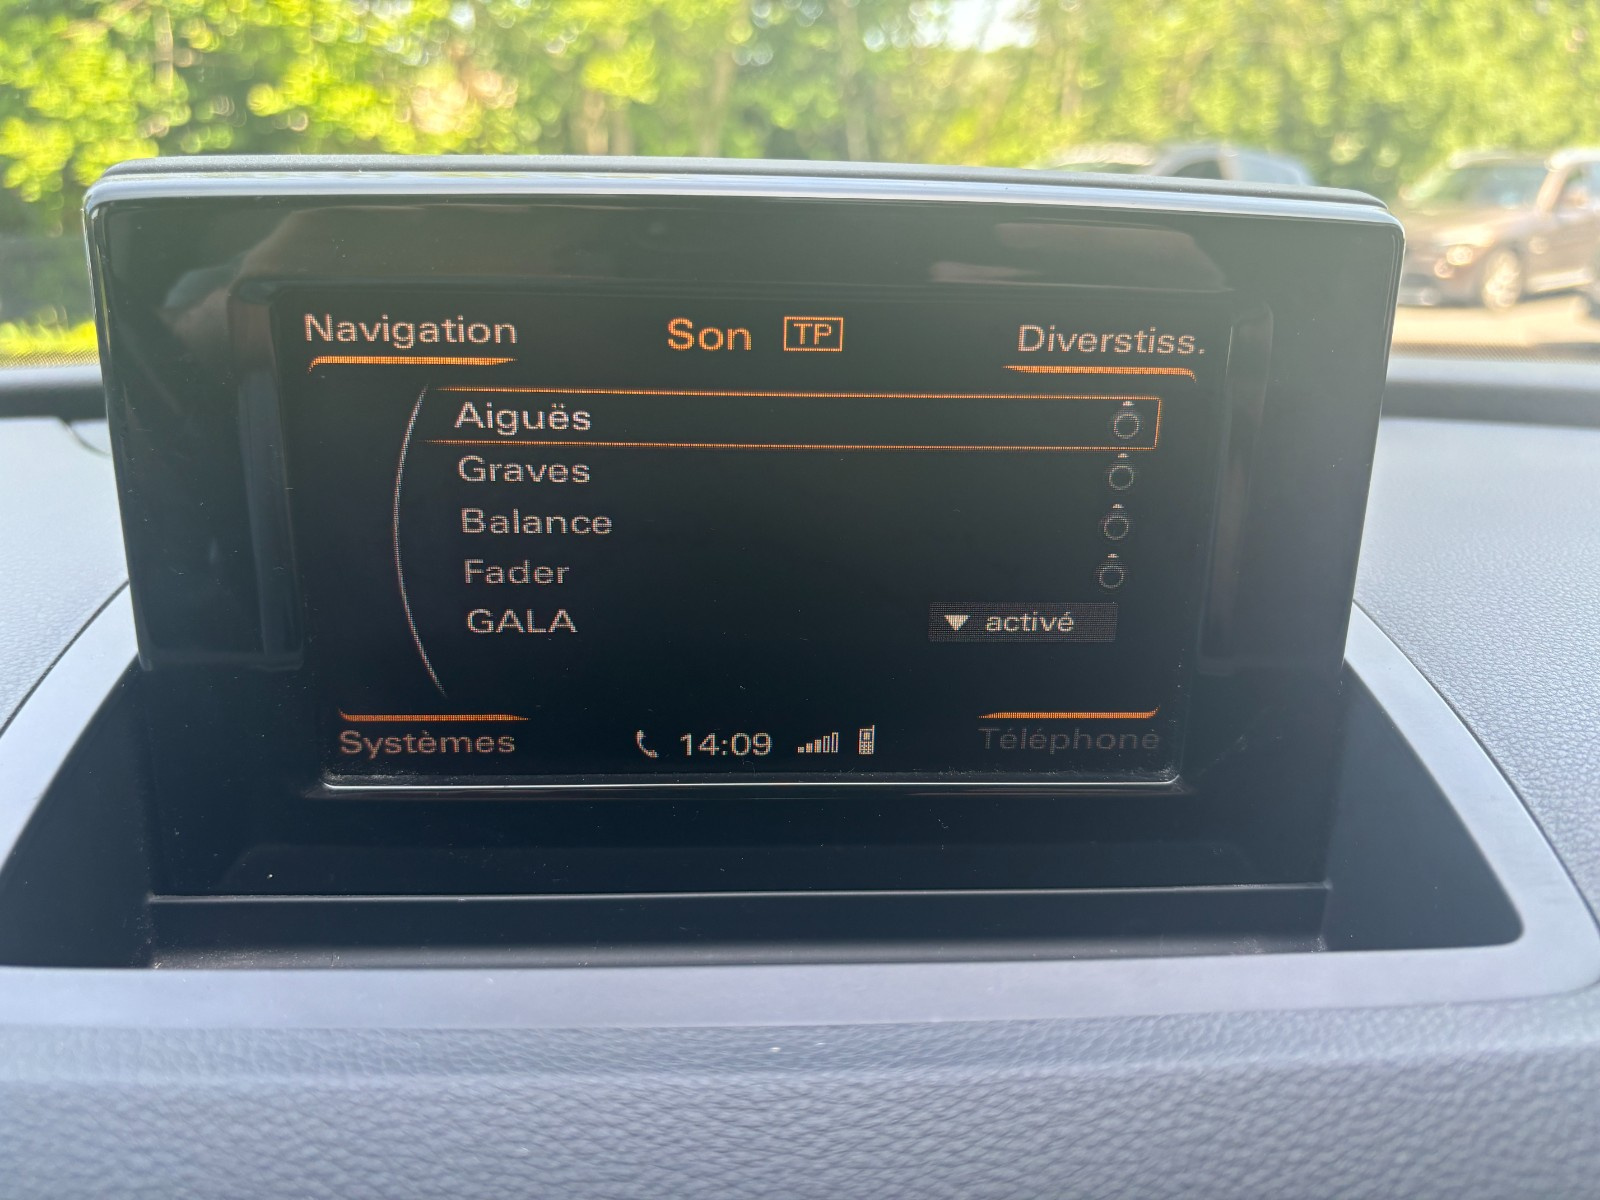 Navigation Son TP Diverstiss.
Aiguës
Graves
Balance
Fader
GALA activé
Systèmes 14:09 Téléphone